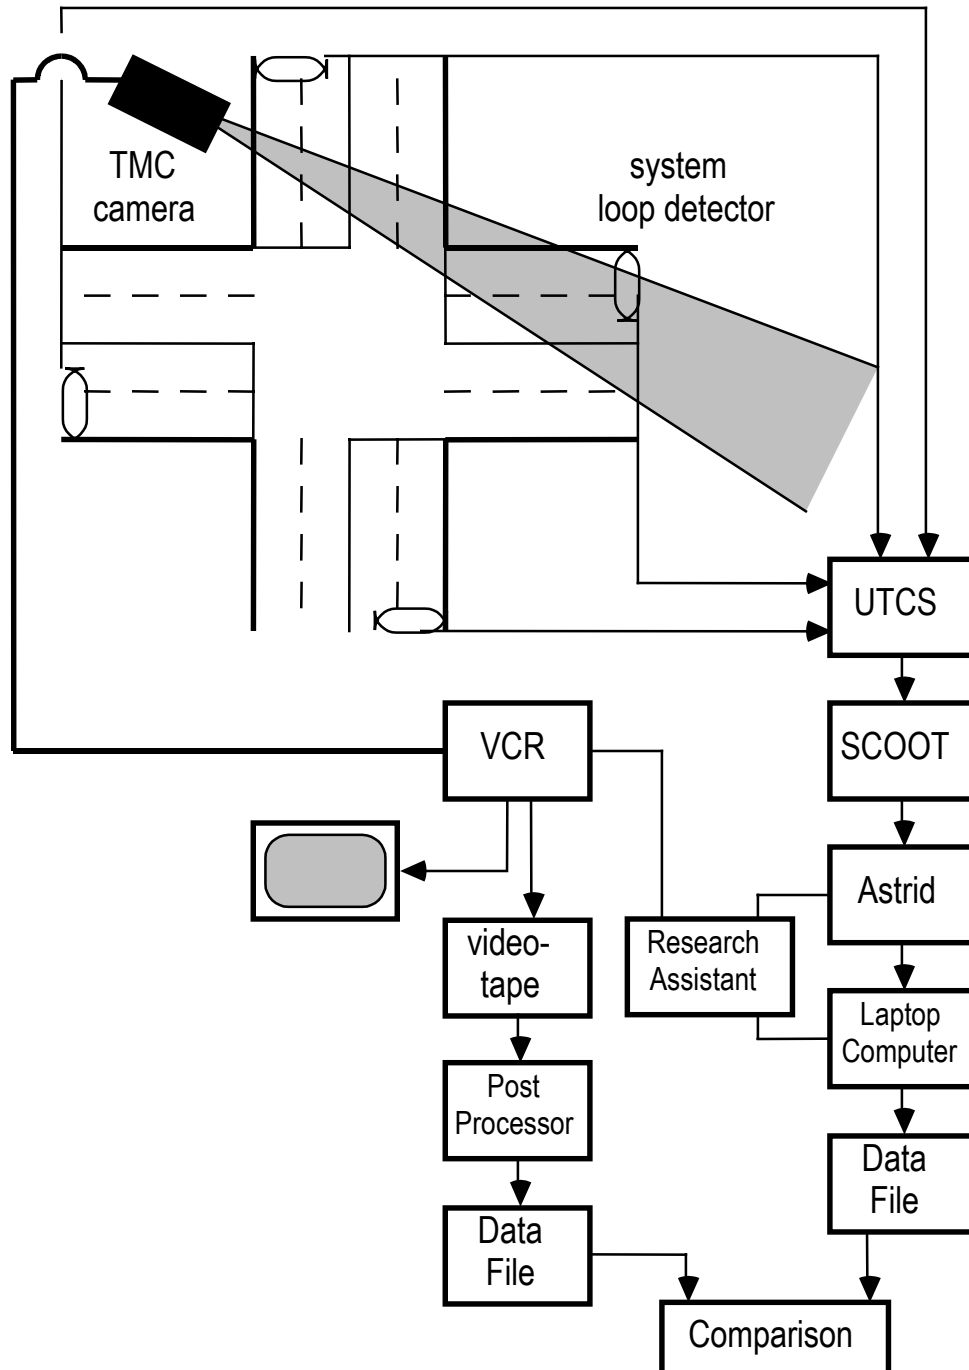 TMC
camera
system
loop detector
UTCS
VCR
SCOOT
Astrid
video-
tape
Research
Assistant
Laptop
Computer
Post
Processor
Data
File
Data
File
Comparison